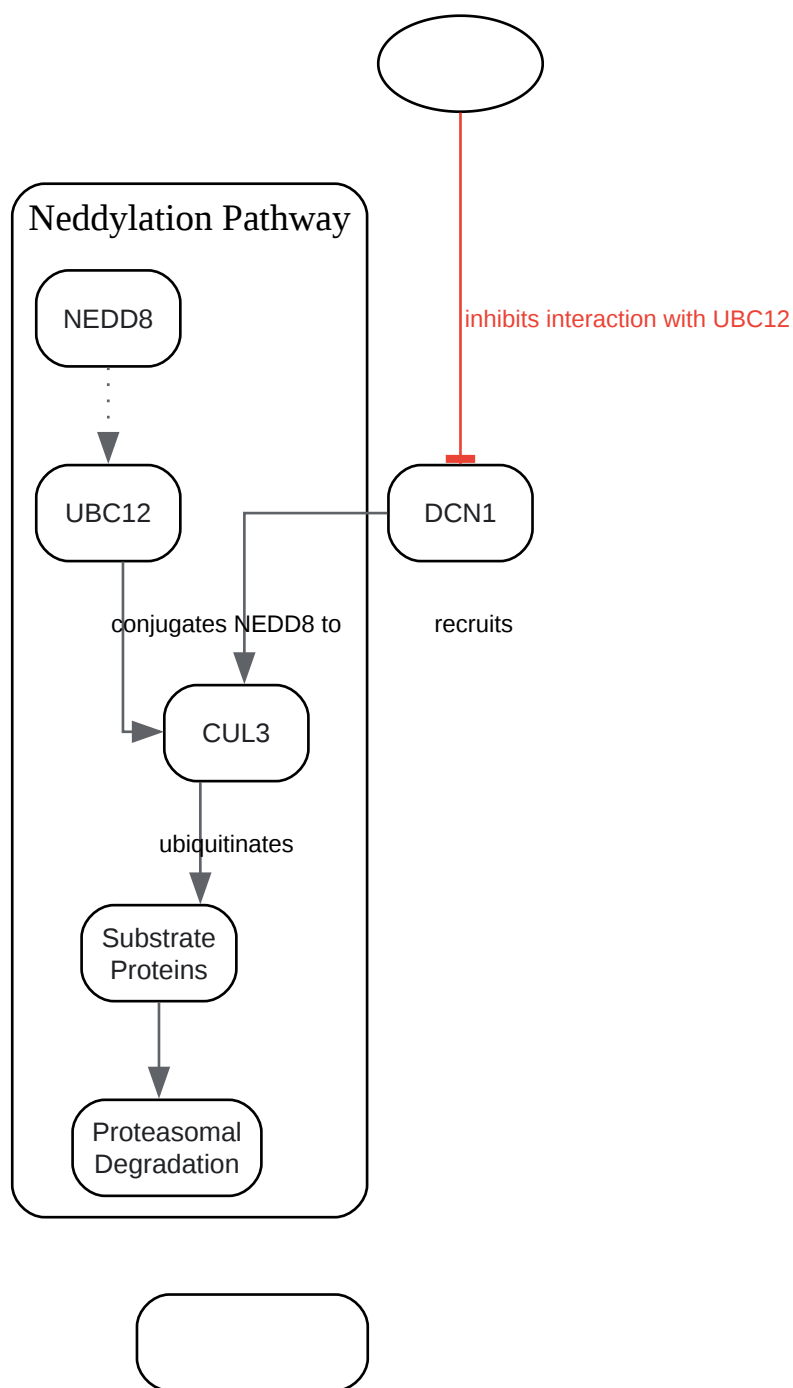 Neddylation Pathway
NEDD8
inhibits interaction with UBC12
UBC12
DCN1
conjugates NEDD8 to
recruits
CUL3
ubiquitinates
Substrate
Proteins
Proteasomal
Degradation